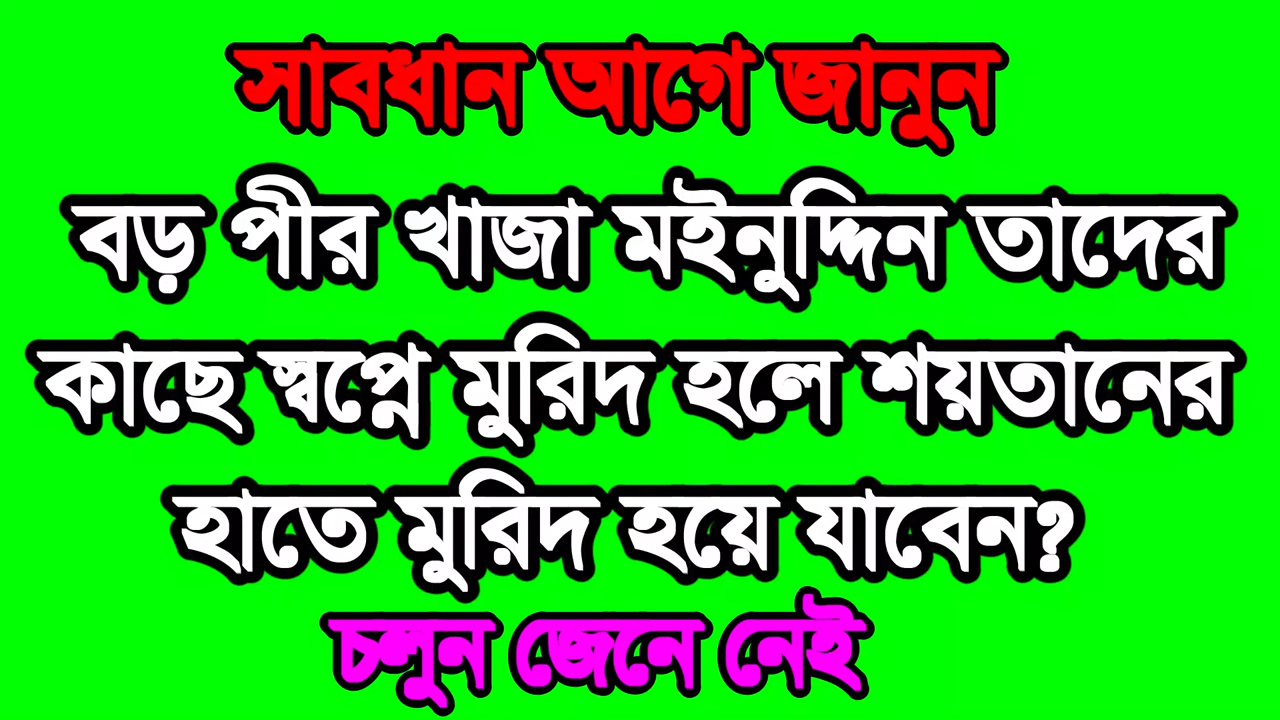 সাবধান আগে জানুন
বড় পীর খাজা মইনুদ্দিন তাদের
কাছে স্বপ্নে মুরিদ হলে শয়তানের
হাতে মুরিদ হয়ে যাবেন?
চলুন জেনে নেই